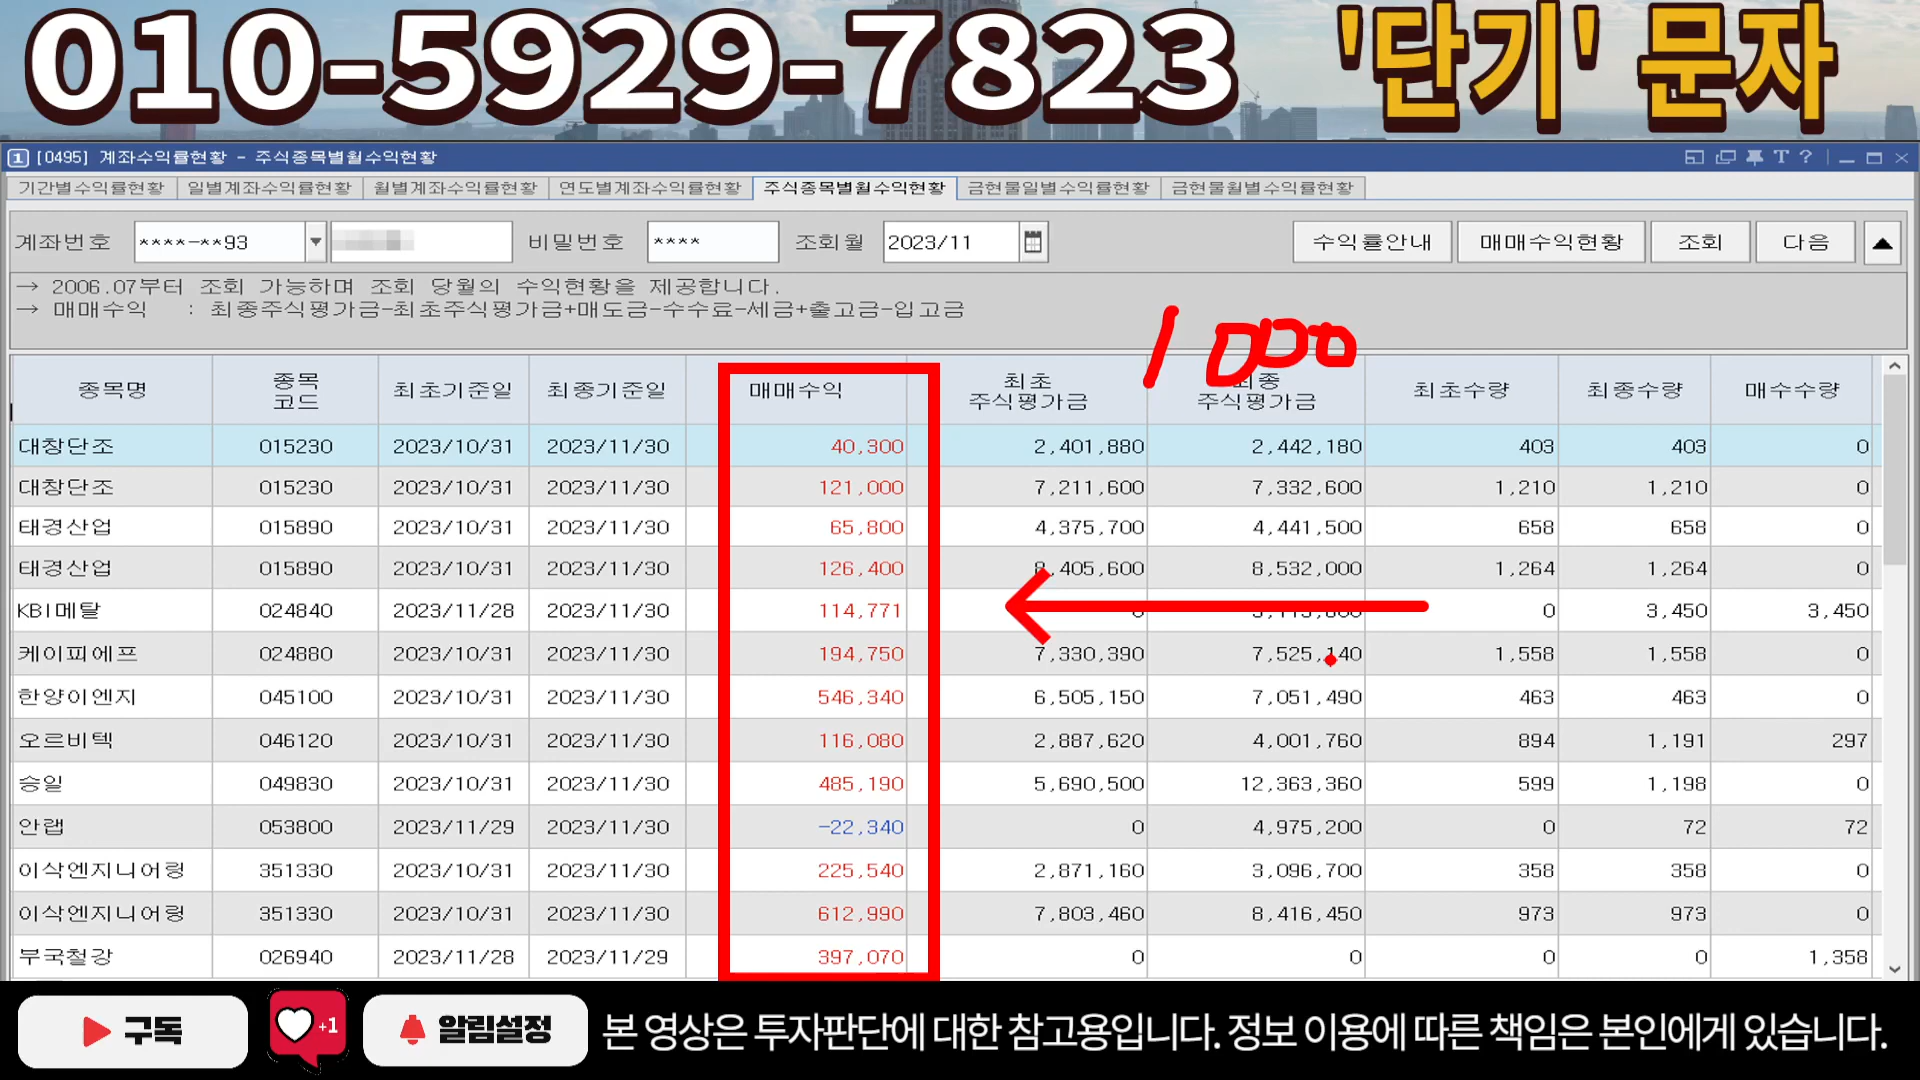 010-5929-7823 '단기' 문자
1 [0495] 계좌수익률현황 - 주식종목별월수익현황
기간별수익률현황 일별계좌수익률현황 월별계좌수익률현황 연도별계좌수익률현황 주식종목별월수익현황 금현물일별수익률현황 금현물월별수익률현황
계좌번호 ****-**93 비밀번호 **** 조회월 2023/11 수익률안내 매매수익현황 조회 다음
→ 2006.07부터 조회 가능하며 조회 당월의 수익현황을 제공합니다.
→ 매매수익 : 최종주식평가금-최초주식평가금+매도금-수수료-세금+출고금-입고금
1000
종목명 종목코드 최초기준일 최종기준일 매매수익 최초주식평가금 최종주식평가금 최초수량 최종수량 매수수량
대창단조 015230 2023/10/31 2023/11/30 40,300 2,401,880 2,442,180 403 403 0
대창단조 015230 2023/10/31 2023/11/30 121,000 7,211,600 7,332,600 1,210 1,210 0
태경산업 015890 2023/10/31 2023/11/30 65,800 4,375,700 4,441,500 658 658 0
태경산업 015890 2023/10/31 2023/11/30 126,400 8,405,600 8,532,000 1,264 1,264 0
KBI메탈 024840 2023/11/28 2023/11/30 114,771 0 0 3,450 3,450
케이피에프 024880 2023/10/31 2023/11/30 194,750 7,330,390 7,525,140 1,558 1,558 0
한양이엔지 045100 2023/10/31 2023/11/30 546,340 6,505,150 7,051,490 463 463 0
오르비텍 046120 2023/10/31 2023/11/30 116,080 2,887,620 4,001,760 894 1,191 297
승일 049830 2023/10/31 2023/11/30 485,190 5,690,500 12,363,360 599 1,198 0
안랩 053800 2023/11/29 2023/11/30 -22,340 0 4,975,200 0 72 72
이삭엔지니어링 351330 2023/10/31 2023/11/30 225,540 2,871,160 3,096,700 358 358 0
이삭엔지니어링 351330 2023/10/31 2023/11/30 612,990 7,803,460 8,416,450 973 973 0
부국철강 026940 2023/11/28 2023/11/29 397,070 0 0 0 0 1,358
구독 +1 알림설정 본 영상은 투자판단에 대한 참고용입니다. 정보 이용에 따른 책임은 본인에게 있습니다.